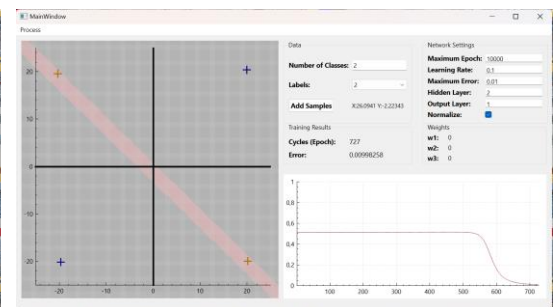 MainWindow
Process
Data
Number of Classes: 2
Labels: 2
Add Samples X:26.0941 Y:-2.22343
Training Results
Cycles (Epoch): 727
Error: 0.00998258
Network Settings
Maximum Epoch: 10000
Learning Rate: 0.1
Maximum Error: 0.01
Hidden Layer: 2
Output Layer: 1
Normalize:
Weights
w1: 0
w2: 0
w3: 0
20
10
0
-10
-20
-20 -10 0 10 20
1
0.8
0.6
0.4
0.2
0
100 200 300 400 500 600 700